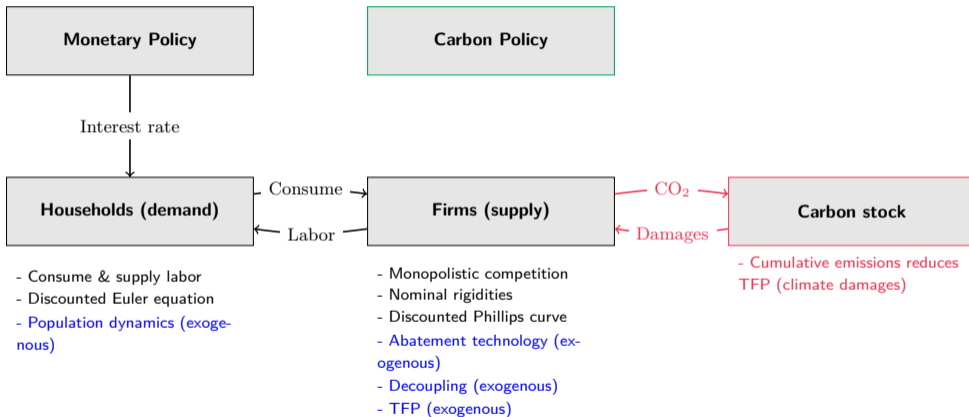 Monetary Policy
Carbon Policy
Interest rate
Households (demand)
Consume
Labor
Firms (supply)
CO₂
Damages
Carbon stock
- Consume & supply labor
- Discounted Euler equation
- Population dynamics (exoge-
nous)
- Monopolistic competition
- Nominal rigidities
- Discounted Phillips curve
- Abatement technology (ex-
ogenous)
- Decoupling (exogenous)
- TFP (exogenous)
- Cumulative emissions reduces
TFP (climate damages)